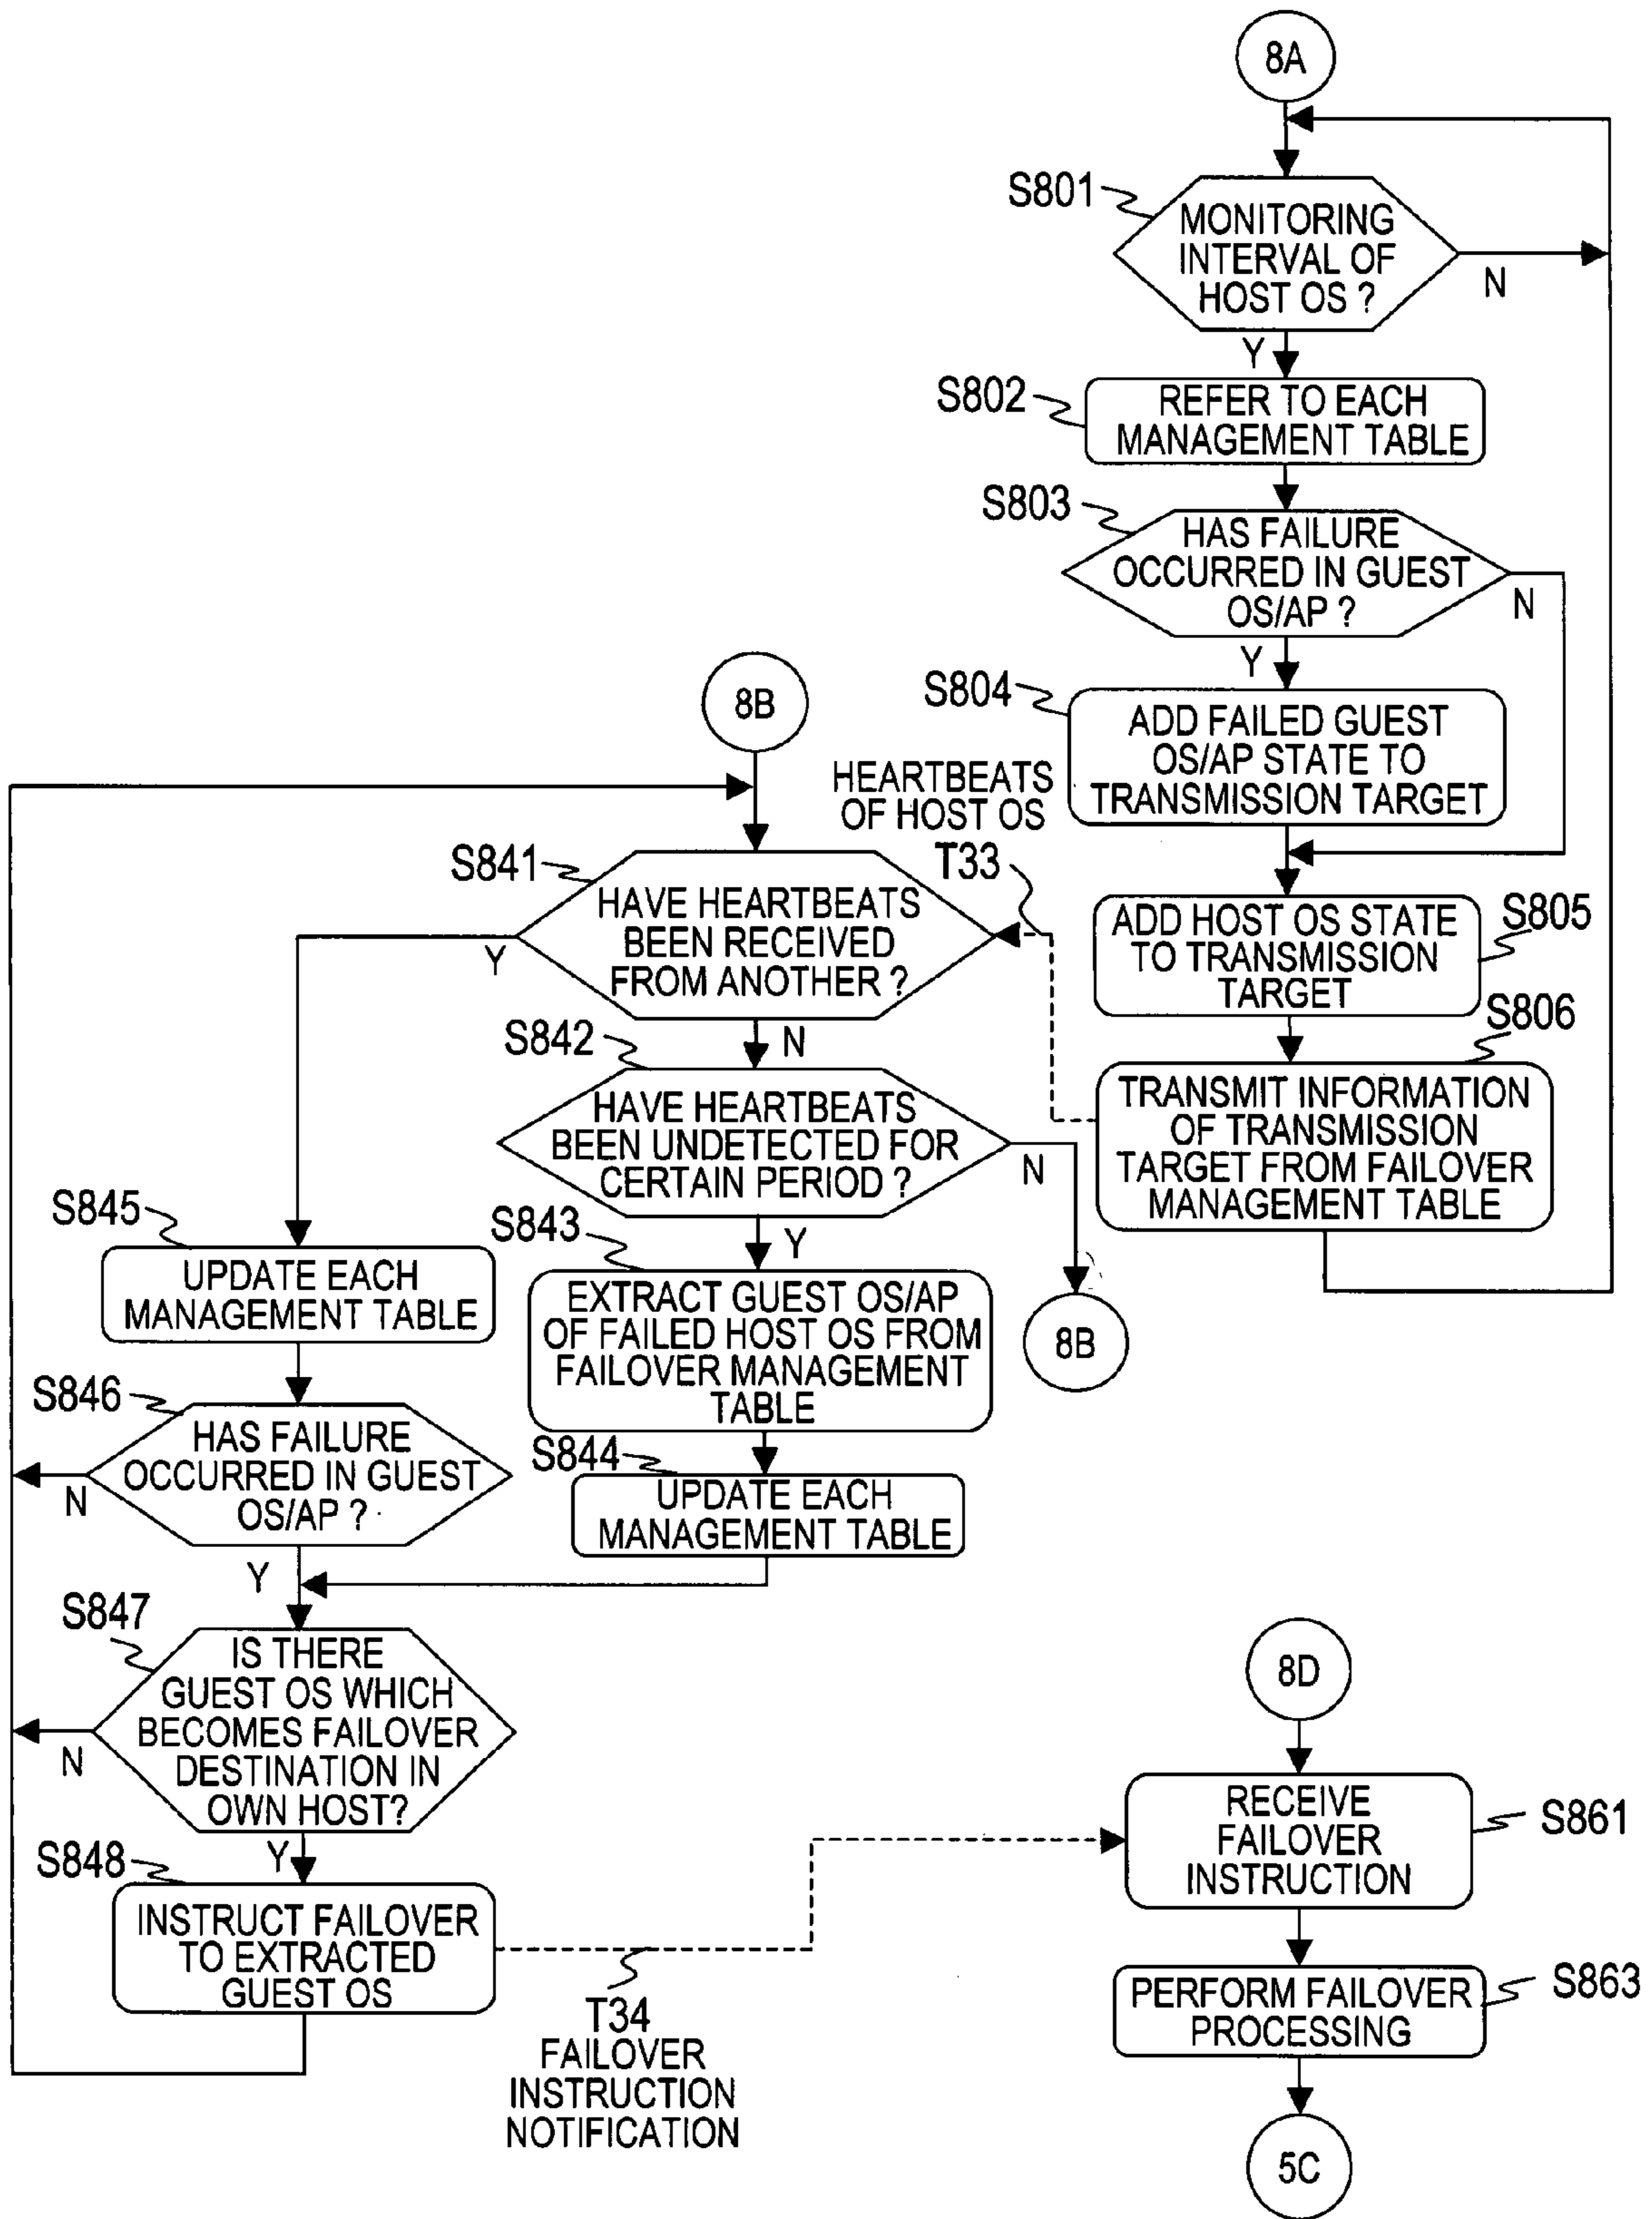 8A
S801
MONITORING
INTERVAL OF
HOST OS ?
N
Y
S802
REFER TO EACH
MANAGEMENT TABLE
S803
HAS FAILURE
OCCURRED IN GUEST
OS/AP ?
N
Y
S804
ADD FAILED GUEST
OS/AP STATE TO
TRANSMISSION TARGET
S805
ADD HOST OS STATE
TO TRANSMISSION
TARGET
S806
TRANSMIT INFORMATION
OF TRANSMISSION
TARGET FROM FAILOVER
MANAGEMENT TABLE
8B
HEARTBEATS
OF HOST OS
T33
S841
HAVE HEARTBEATS
BEEN RECEIVED
FROM ANOTHER ?
Y
N
S842
HAVE HEARTBEATS
BEEN UNDETECTED FOR
CERTAIN PERIOD ?
N
Y
8B
S843
EXTRACT GUEST OS/AP
OF FAILED HOST OS FROM
FAILOVER MANAGEMENT
TABLE
S844
UPDATE EACH
MANAGEMENT TABLE
S845
UPDATE EACH
MANAGEMENT TABLE
S846
HAS FAILURE
OCCURRED IN GUEST
OS/AP ?
N
Y
S847
IS THERE
GUEST OS WHICH
BECOMES FAILOVER
DESTINATION IN
OWN HOST?
N
Y
S848
INSTRUCT FAILOVER
TO EXTRACTED
GUEST OS
T34
FAILOVER
INSTRUCTION
NOTIFICATION
8D
RECEIVE
FAILOVER
INSTRUCTION
S861
PERFORM FAILOVER
PROCESSING
S863
5C